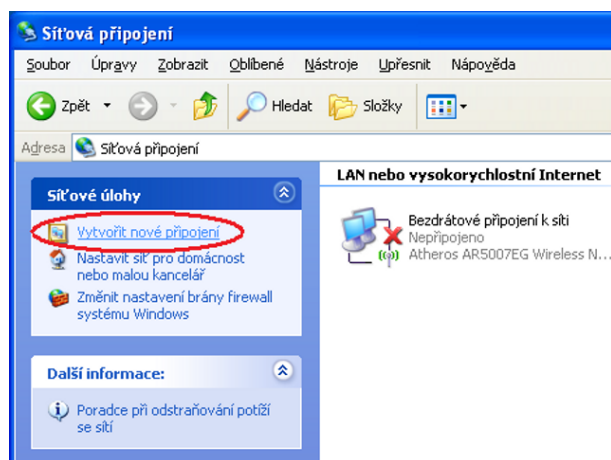 Síťová připojení
Soubor Úpravy Zobrazit Oblíbené Nástroje Upřesnit Nápověda
Zpět Hledat Složky
Adresa Síťová připojení
Síťové úlohy
Vytvořit nové připojení
Nastavit síť pro domácnost
nebo malou kancelář
Změnit nastavení brány firewall
systému Windows
Další informace:
Poradce při odstraňování potíží
se sítí
LAN nebo vysokorychlostní Internet
Bezdrátové připojení k síti
Nepřipojeno
Atheros AR5007EG Wireless N...